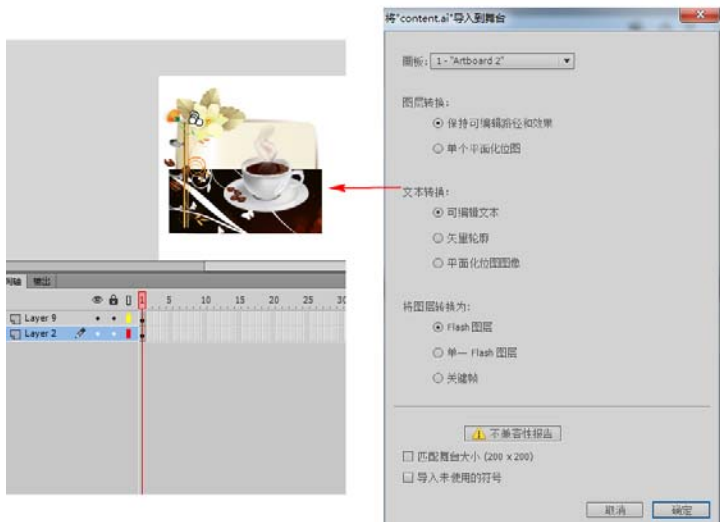 将"content.ai"导入到舞台
画板: 1 - "Artboard 2"
图层转换:
保持可编辑路径和效果
单个平面化位图
文本转换:
可编辑文本
矢量轮廓
平面化位图图像
将图层转换为:
Flash 图层
单一 Flash 图层
关键帧
不兼容性报告
匹配舞台大小 (200 x 200)
导入未使用的符号
取消 确定
输出
1 5 10 15 20 25 30
Layer 9
Layer 2